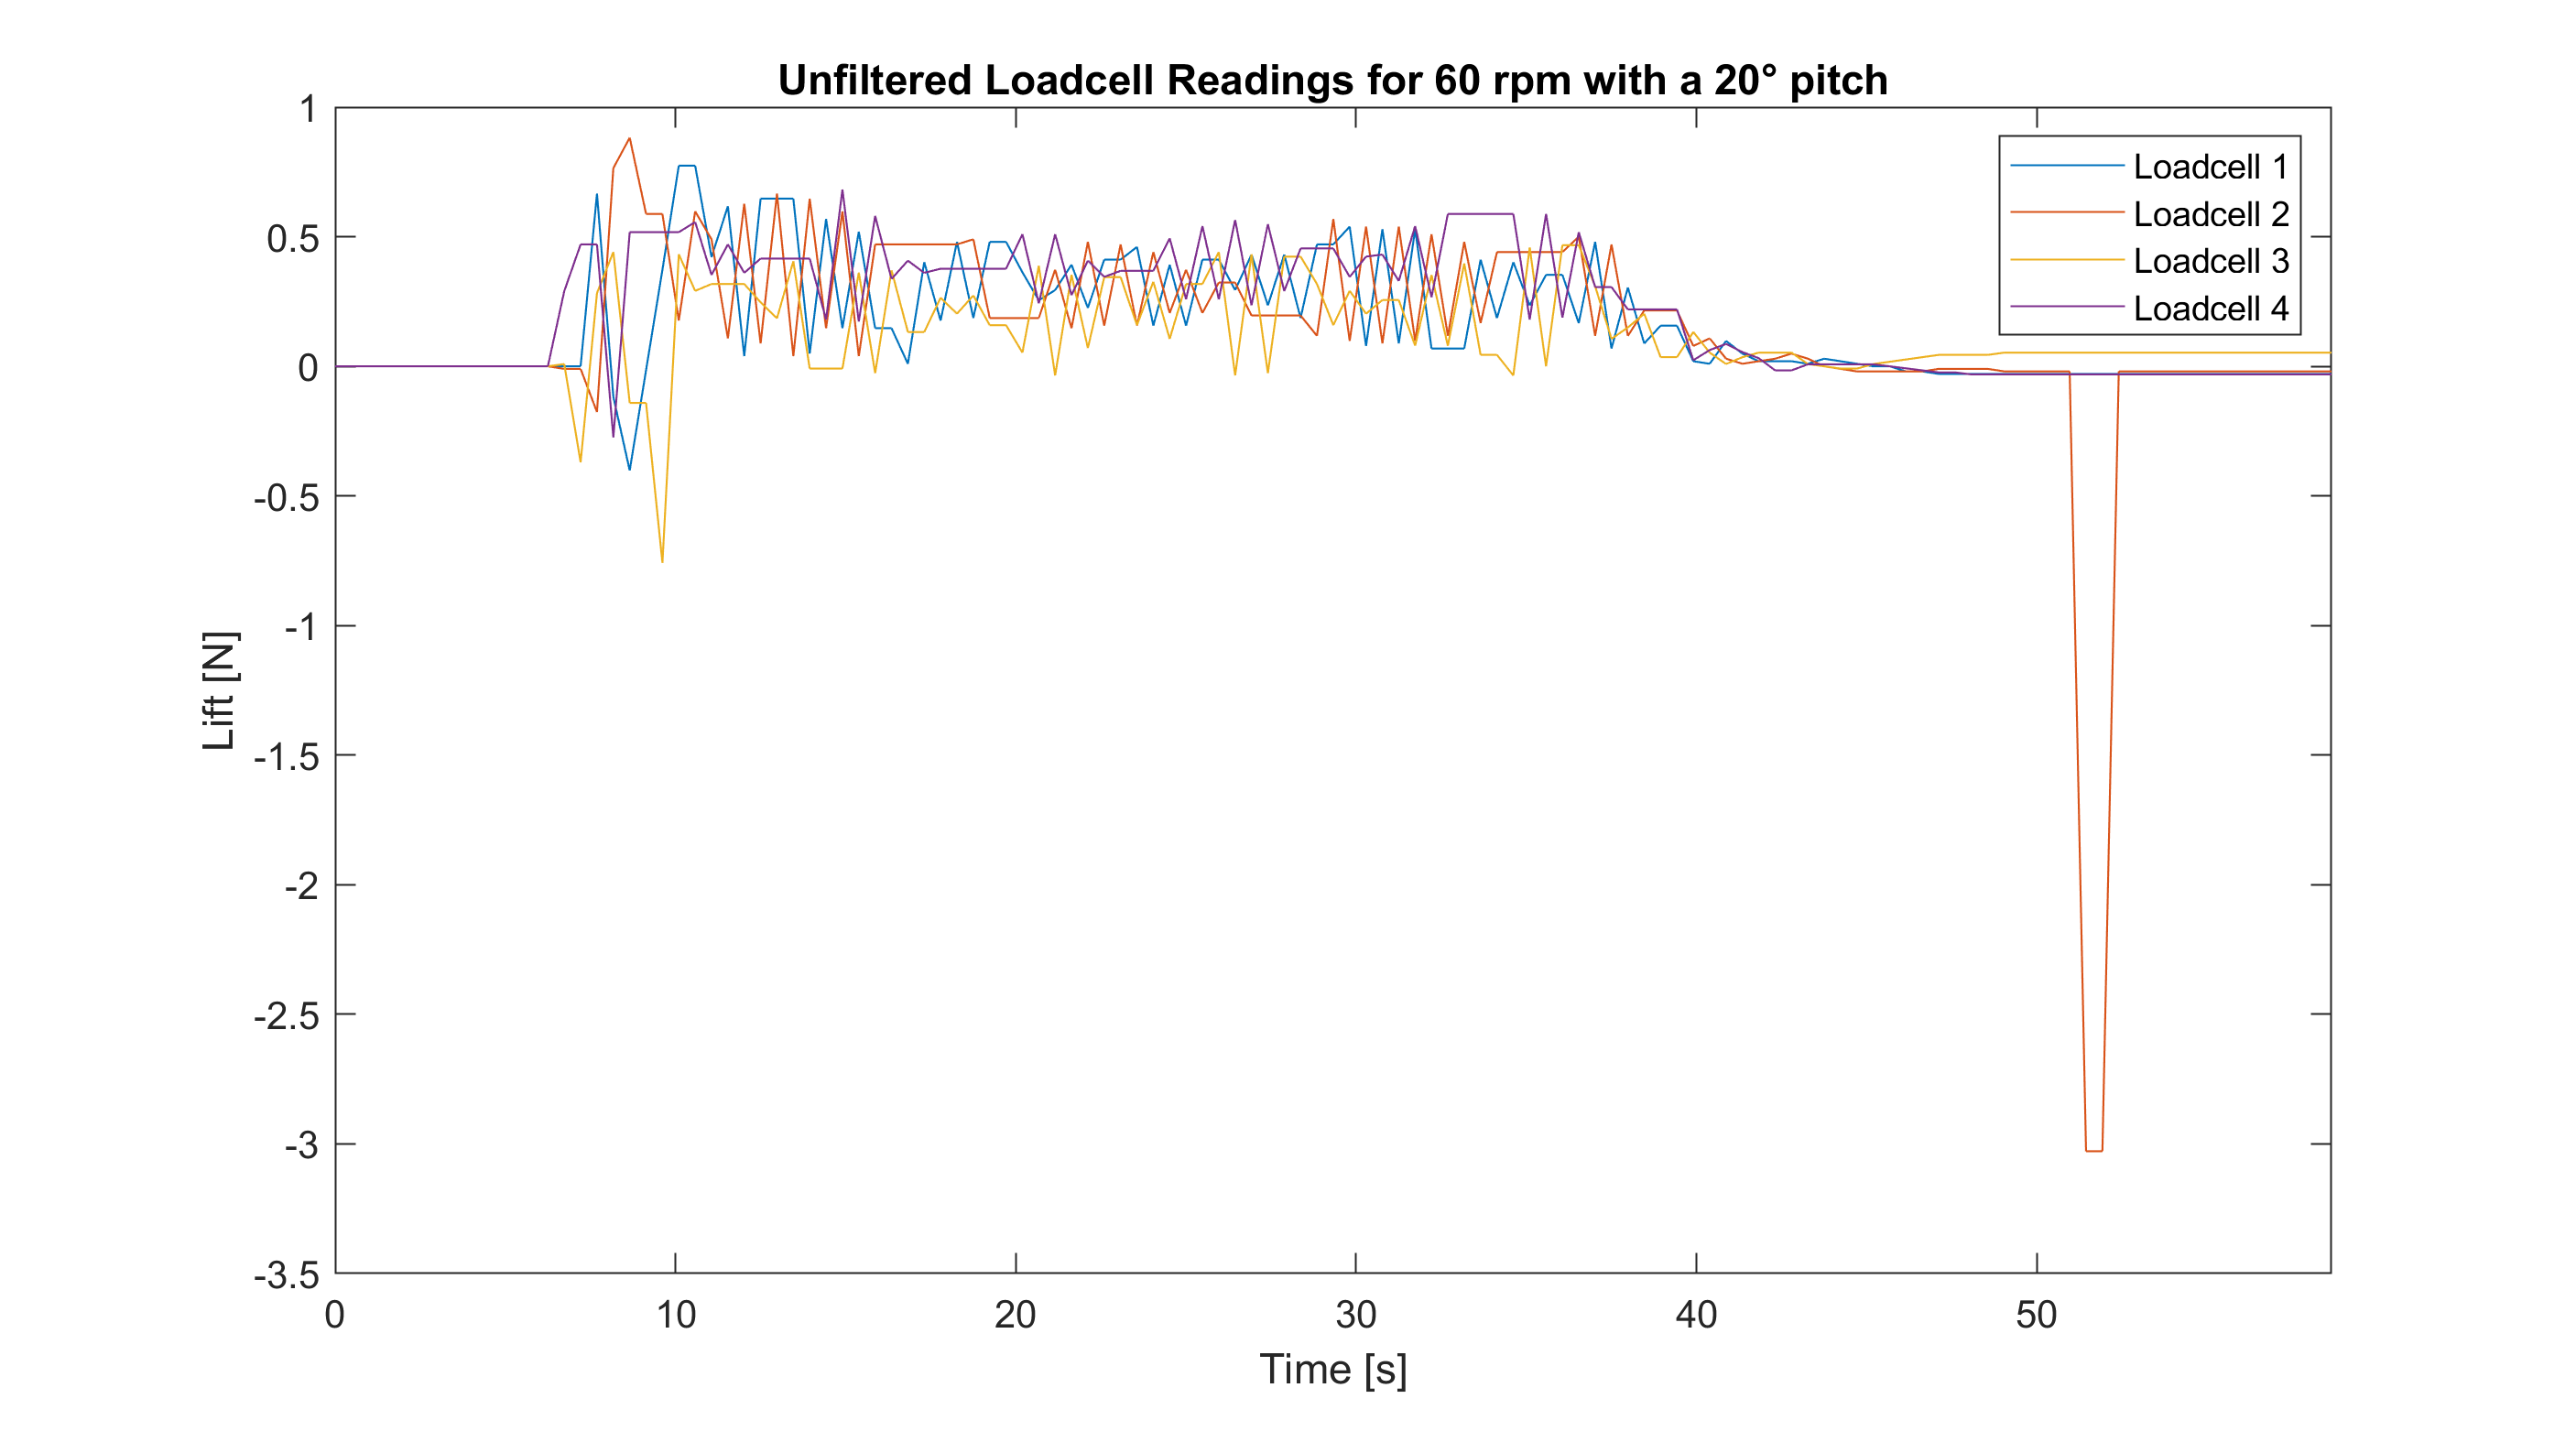 Unfiltered Loadcell Readings for 60 rpm with a 20° pitch
Lift [N]
1
0.5
0
-0.5
-1
-1.5
-2
-2.5
-3
-3.5
Loadcell 1
Loadcell 2
Loadcell 3
Loadcell 4
0 10 20 30 40 50
Time [s]